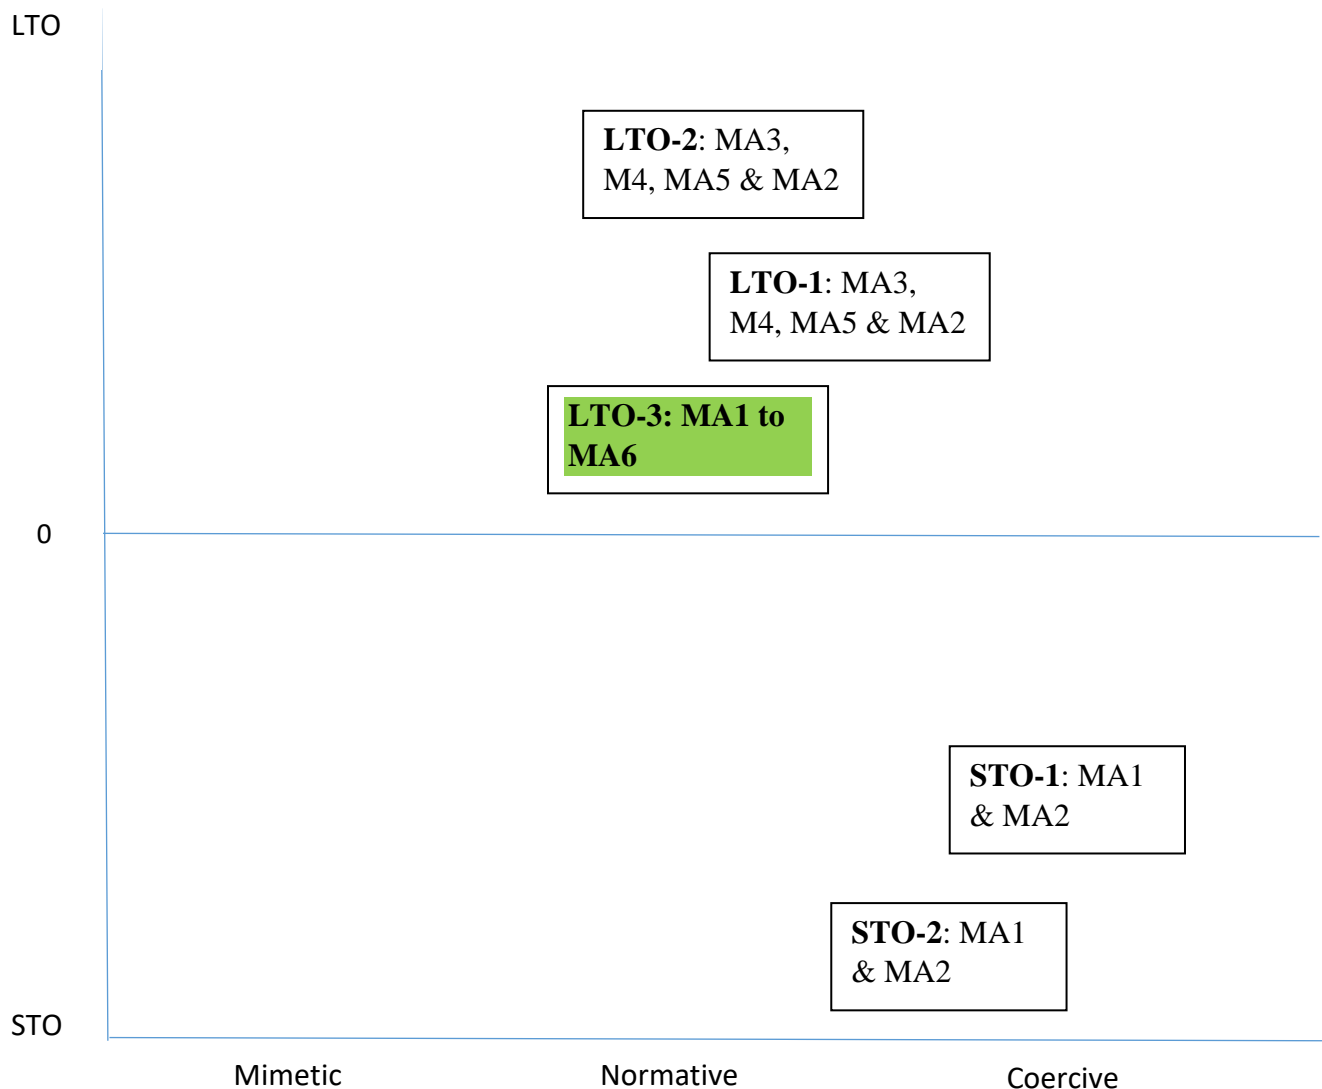 LTO
LTO-2: MA3,
M4, MA5 & MA2
LTO-1: MA3,
M4, MA5 & MA2
LTO-3: MA1 to
MA6
0
STO-1: MA1
& MA2
STO-2: MA1
& MA2
STO
Mimetic
Normative
Coercive